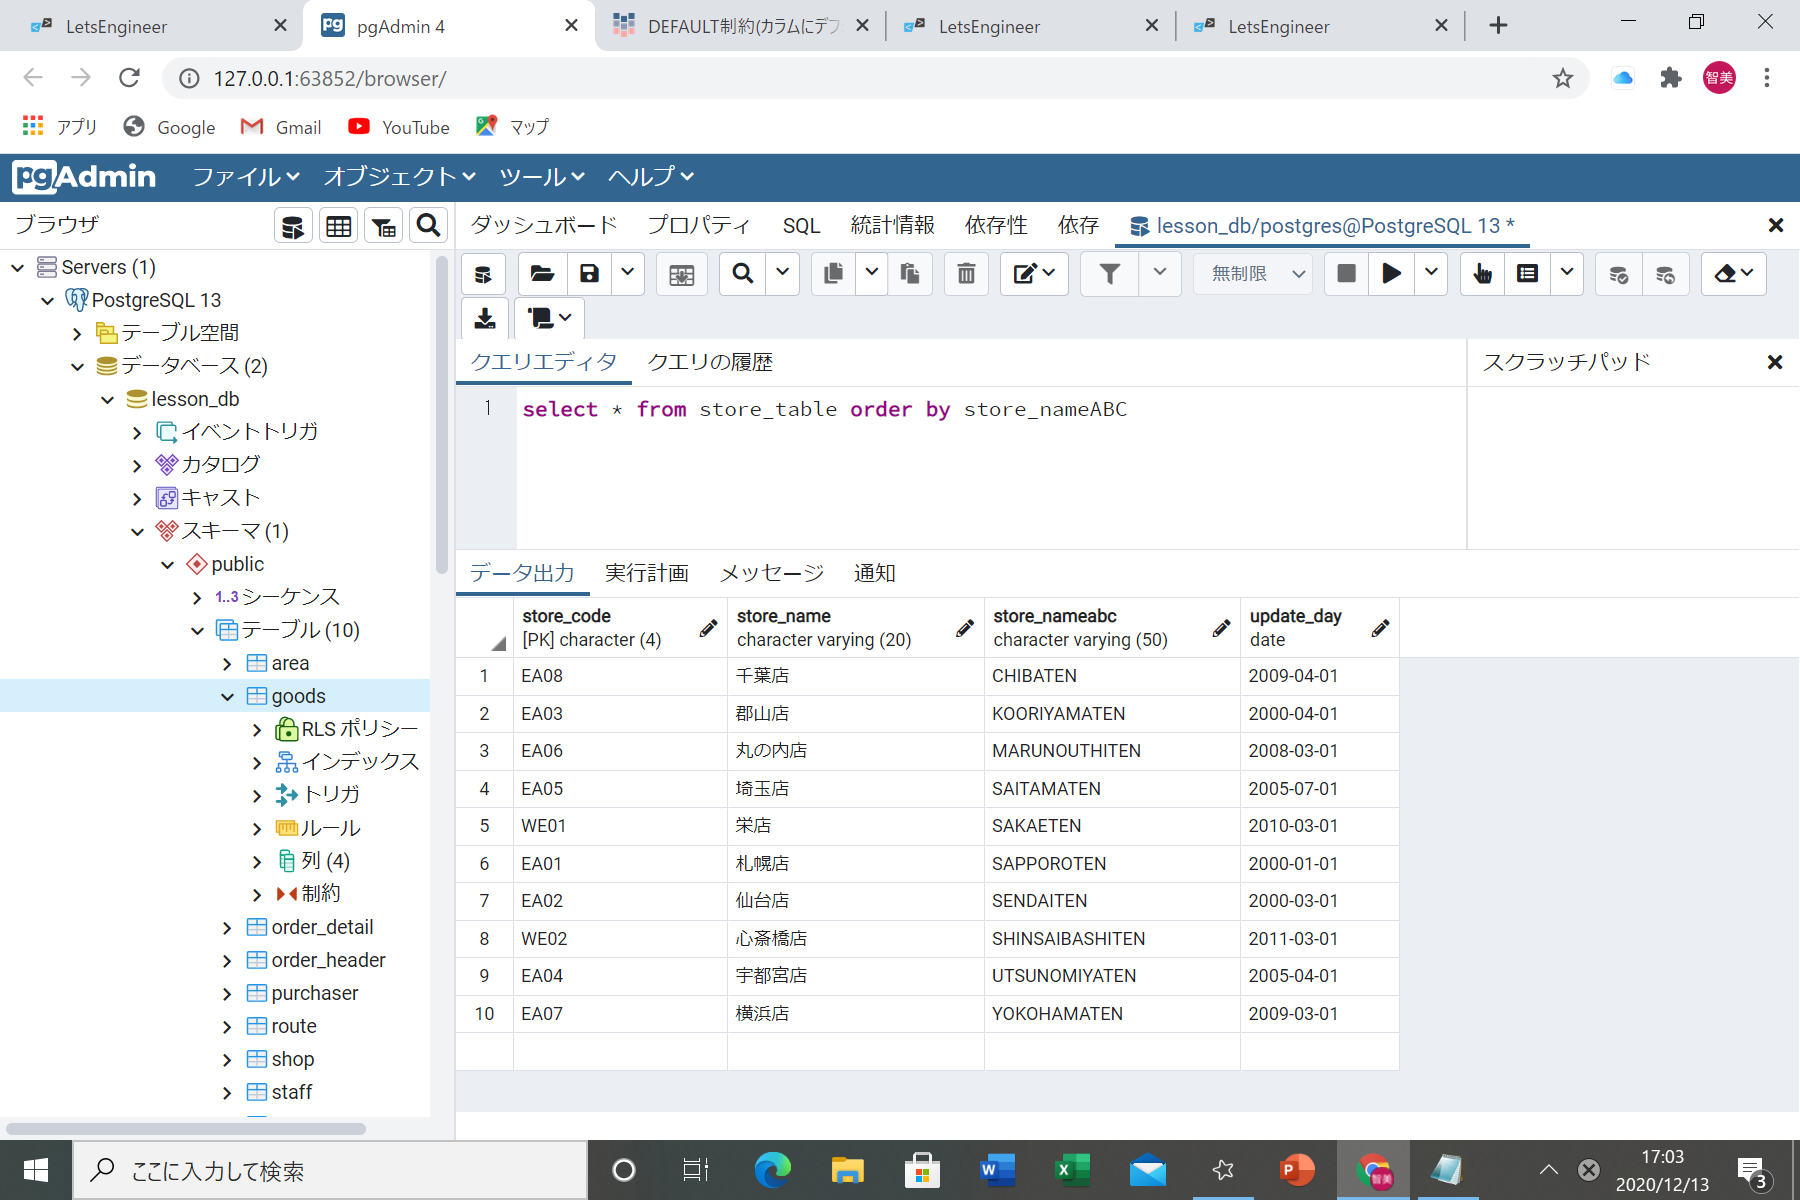 LetsEngineer
pgAdmin 4
DEFAULT制約(カラムにデフ
LetsEngineer
LetsEngineer
127.0.0.1:63852/browser/
智美
アプリ
Google
Gmail
YouTube
マップ
pgAdmin
ファイル
オブジェクト
ツール
ヘルプ
ブラウザ
ダッシュボード
プロパティ
SQL
統計情報
依存性
依存
lesson_db/postgres@PostgreSQL 13 *
Servers (1)
PostgreSQL 13
テーブル空間
データベース (2)
lesson_db
イベントトリガ
カタログ
キャスト
スキーマ (1)
public
1..3 シーケンス
テーブル (10)
area
goods
RLS ポリシー
インデックス
トリガ
ルール
列 (4)
制約
order_detail
order_header
purchaser
route
shop
staff
無制限
クエリエディタ
クエリの履歴
スクラッチパッド
1 select * from store_table order by store_nameABC
データ出力
実行計画
メッセージ
通知
store_code store_name store_nameabc update_day
[PK] character (4) character varying (20) character varying (50) date
1 EA08 千葉店 CHIBATEN 2009-04-01
2 EA03 郡山店 KOORIYAMATEN 2000-04-01
3 EA06 丸の内店 MARUNOUTHITEN 2008-03-01
4 EA05 埼玉店 SAITAMATEN 2005-07-01
5 WE01 栄店 SAKAETEN 2010-03-01
6 EA01 札幌店 SAPPOROTEN 2000-01-01
7 EA02 仙台店 SENDAITEN 2000-03-01
8 WE02 心斎橋店 SHINSAIBASHITEN 2011-03-01
9 EA04 宇都宮店 UTSUNOMIYATEN 2005-04-01
10 EA07 横浜店 YOKOHAMATEN 2009-03-01
ここに入力して検索
W
X
P
智美
17:03
2020/12/13
3